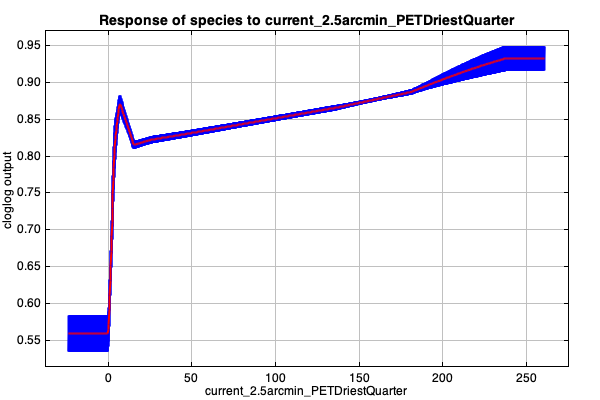 Response of species to current_2.5arcmin_PETDriestQuarter
0.95
0.90
0.85
0.80
0.75
0.70
0.65
0.60
0.55
cloglog output
0 50 100 150 200 250
current_2.5arcmin_PETDriestQuarter